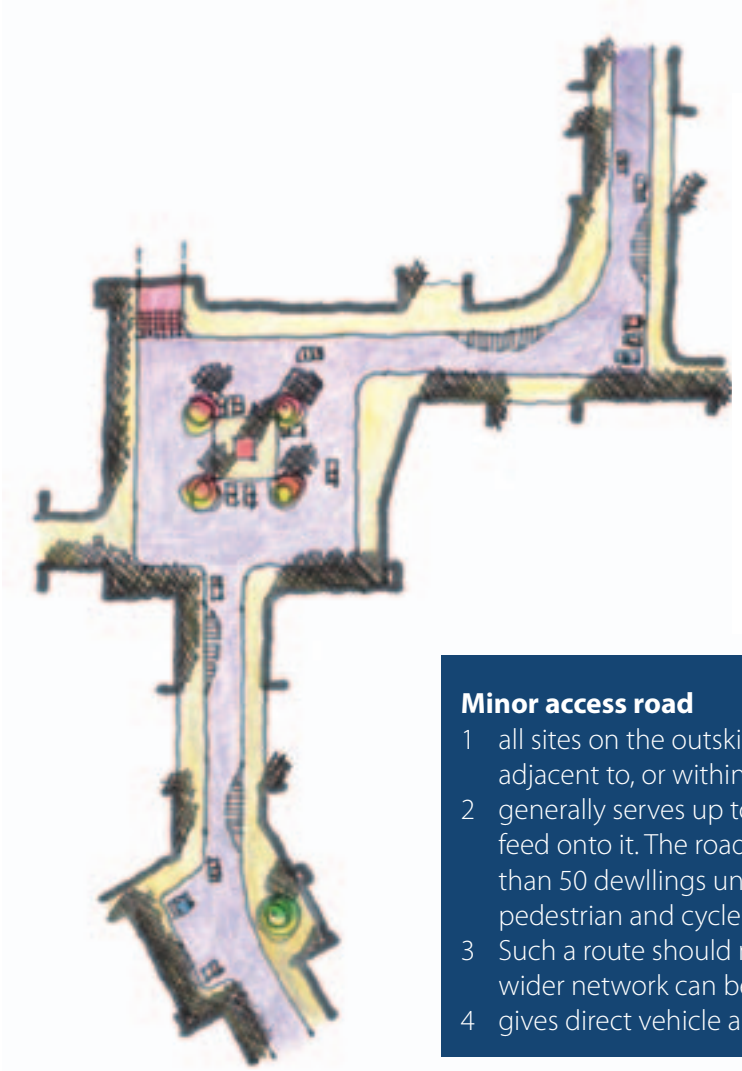 Minor access road
1 all sites on the outski
adjacent to, or within
2 generally serves up to
feed onto it. The road
than 50 dewllings un
pedestrian and cycle
3 Such a route should
wider network can be
4 gives direct vehicle a